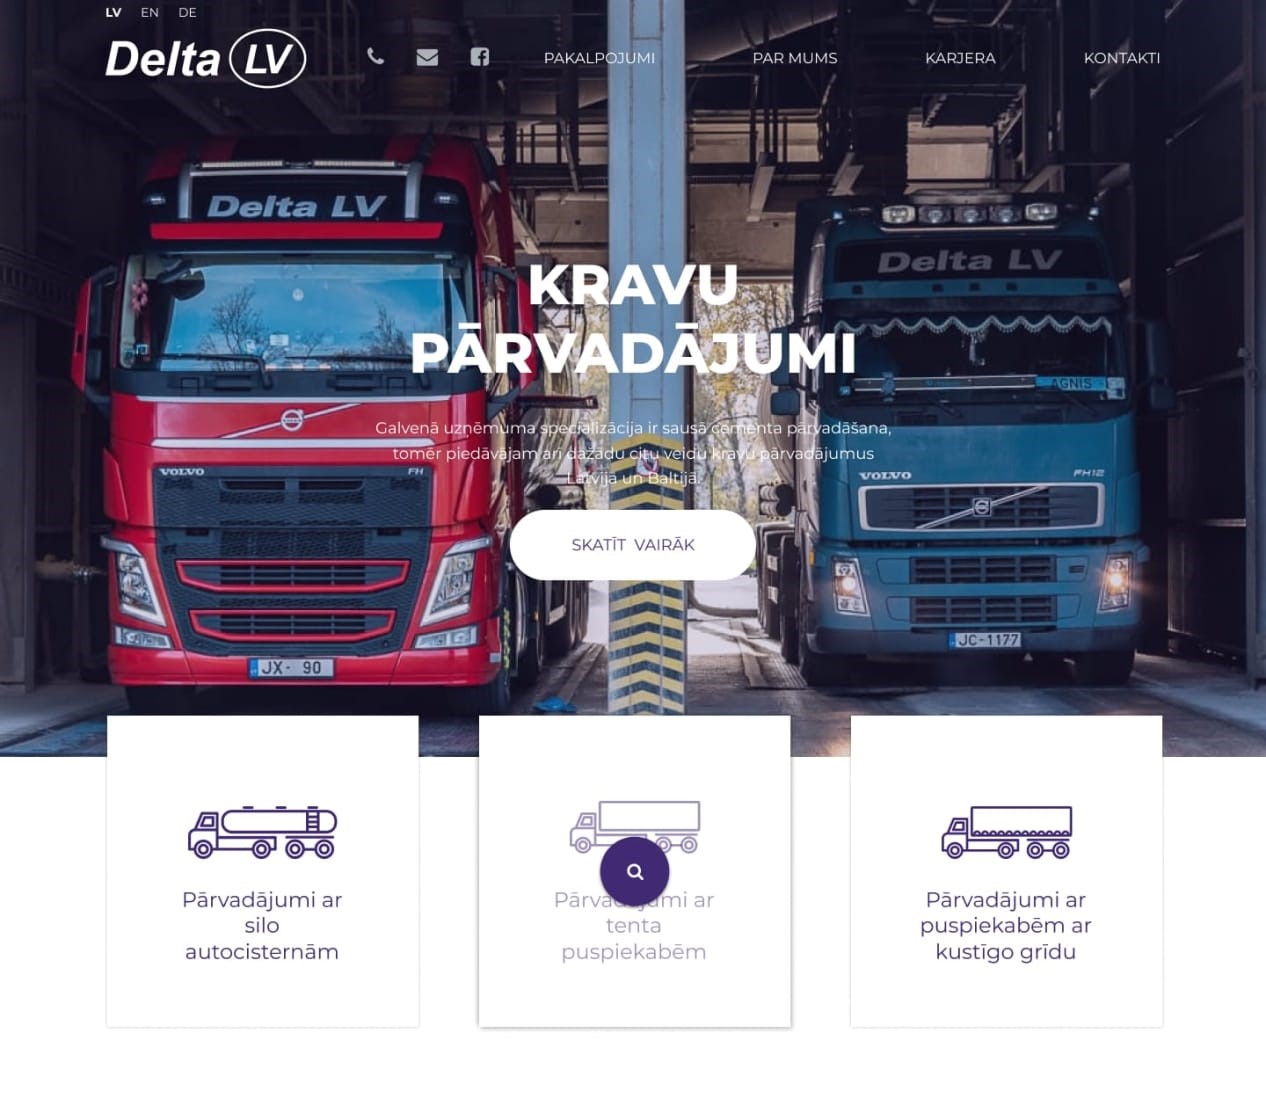 LV EN DE
Delta LV
PAKALPOJUMI PAR MUMS KARJERA KONTAKTI
Delta LV
Delta LV
KRAVU
PĀRVADĀJUMI
AGNIS
Galvenā uzņēmuma specializācija ir sausā cementa pārvadāšana,
tomēr piedāvājam arī dažādu citu veidu kravu pārvadājumus
Latvijā un Baltijā.
VOLVO FH
VOLVO FH12
SKATĪT VAIRĀK
JC-1177
JX- 90
Pārvadājumi ar
silo
autocisternām
Pārvadājumi ar
tenta
puspiekabēm
Pārvadājumi ar
puspiekabēm ar
kustīgo grīdu